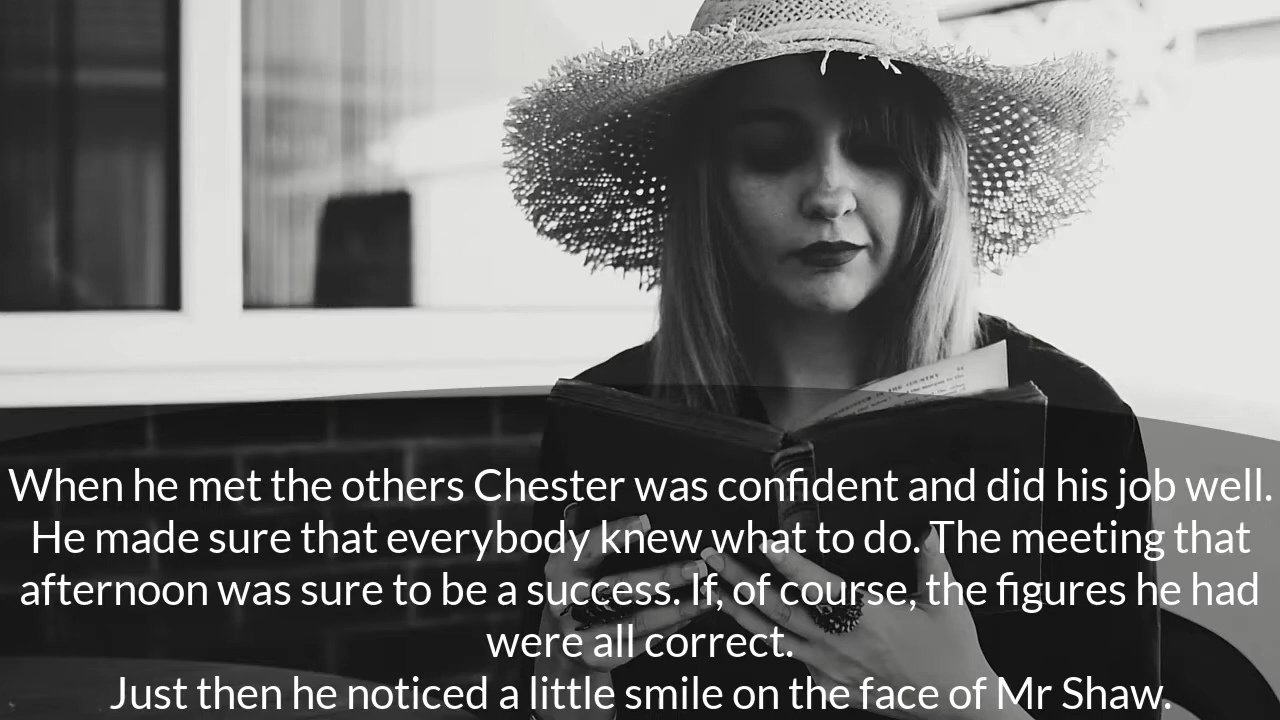 THE COUNTRY
When he met the others Chester was confident and did his job well.
He made sure that everybody knew what to do. The meeting that
afternoon was sure to be a success. If, of course, the figures he had
were all correct.
Just then he noticed a little smile on the face of Mr Shaw.